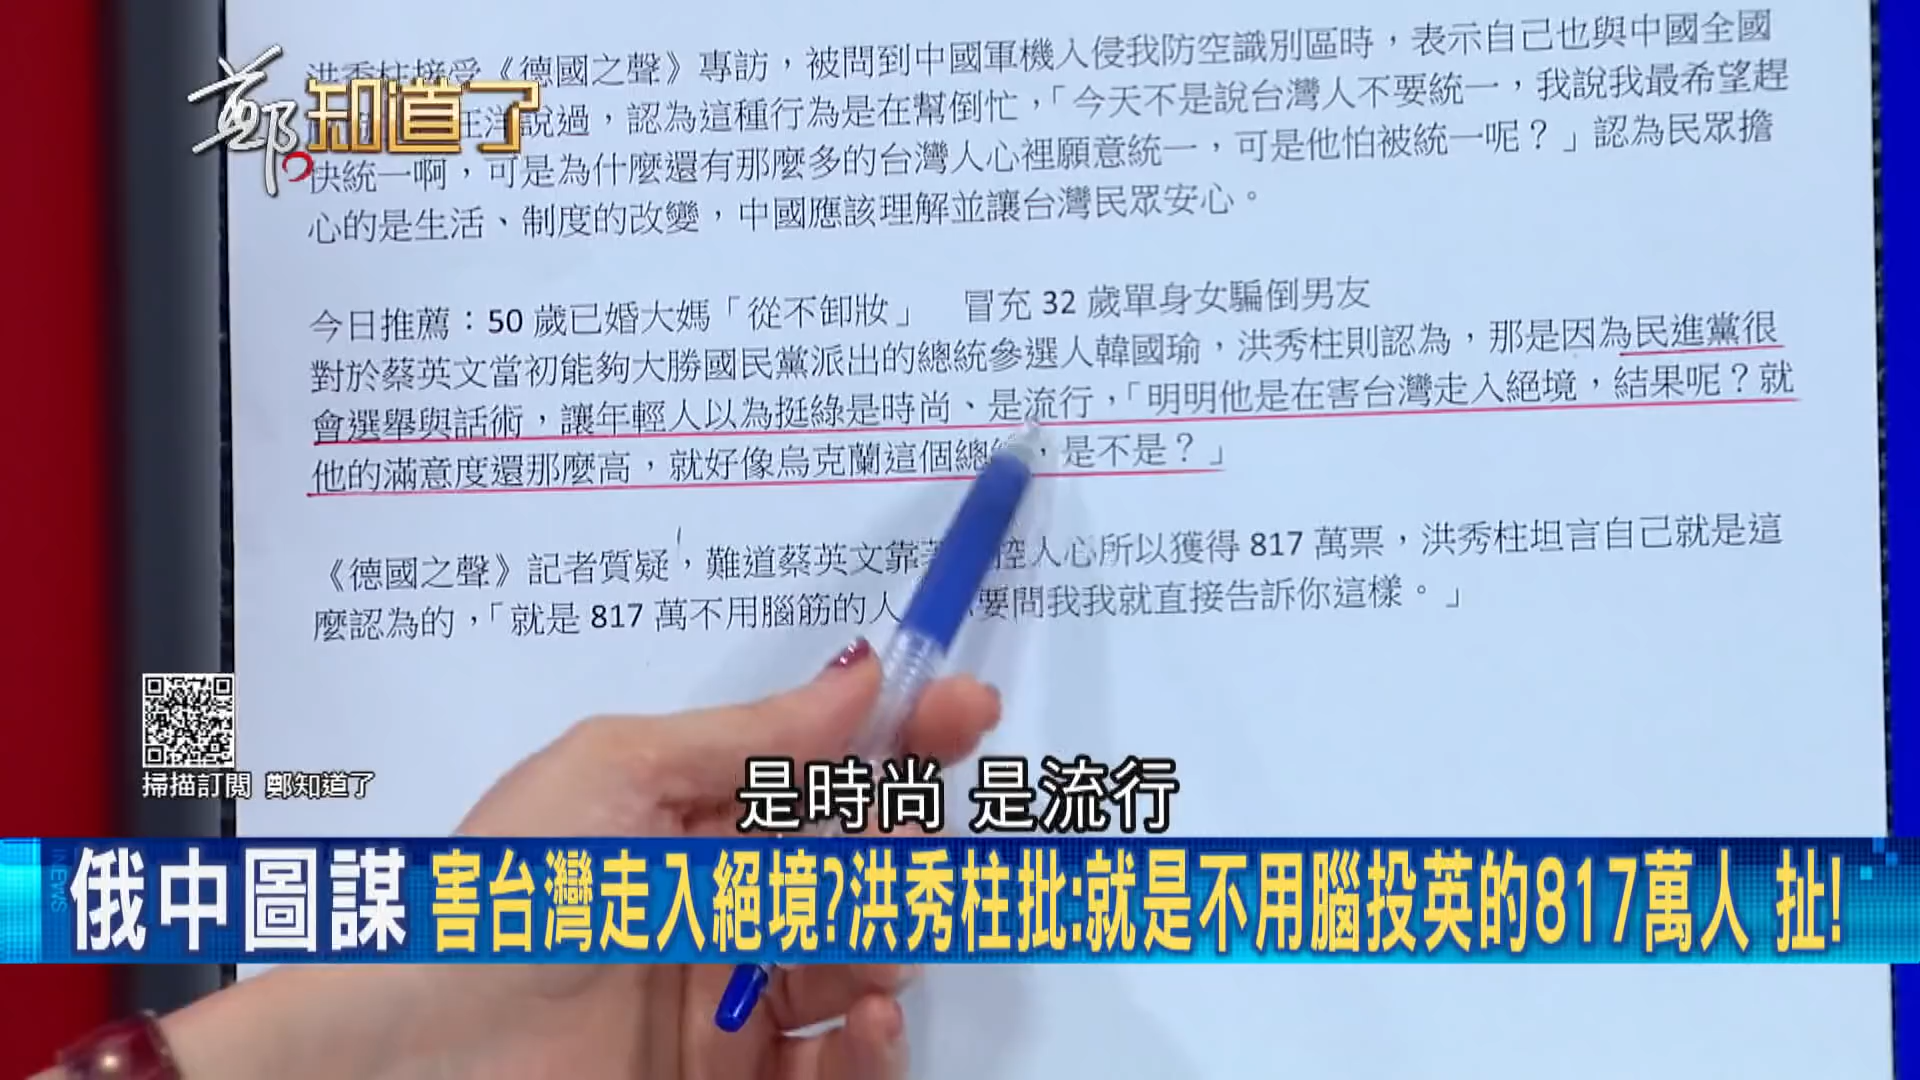 洪秀柱接受《德國之聲》專訪，被問到中國軍機入侵我防空識別區時，表示自己也與中國全國
汪洋說過，認為這種行為是在幫倒忙，「今天不是說台灣人不要統一，我說我最希望趕
快統一啊，可是為什麼還有那麼多的台灣人心裡願意統一，可是他怕被統一呢？」認為民眾擔
心的是生活、制度的改變，中國應該理解並讓台灣民眾安心。
鄭知道了
今日推薦：50 歲已婚大媽「從不卸妝」 冒充 32 歲單身女騙倒男友
對於蔡英文當初能夠大勝國民黨派出的總統參選人韓國瑜，洪秀柱則認為，那是因為民進黨很
會選舉與話術，讓年輕人以為挺綠是時尚、是流行，「明明他是在害台灣走入絕境，結果呢？就
他的滿意度還那麼高，就好像烏克蘭這個總，是不是？」
《德國之聲》記者質疑，難道蔡英文靠 控人心所以獲得 817 萬票，洪秀柱坦言自己就是這
麼認為的，「就是 817 萬不用腦筋的人 要問我我就直接告訴你這樣。」
掃描訂閱 鄭知道了
是時尚 是流行
INEWS
俄中圖謀 害台灣走入絕境?洪秀柱批:就是不用腦投英的817萬人 扯!